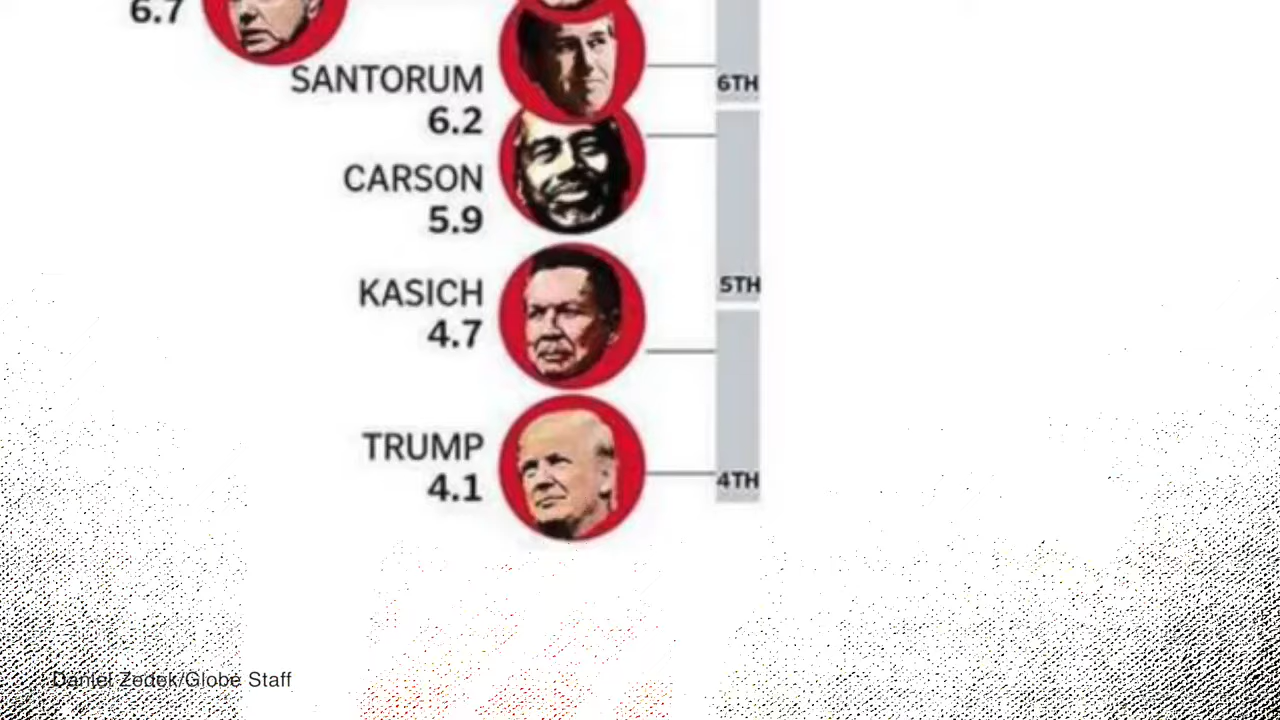 6.7
SANTORUM
6.2
6TH
CARSON
5.9
KASICH
4.7
5TH
TRUMP
4.1
4TH
Daniel Zedek/Globe Staff